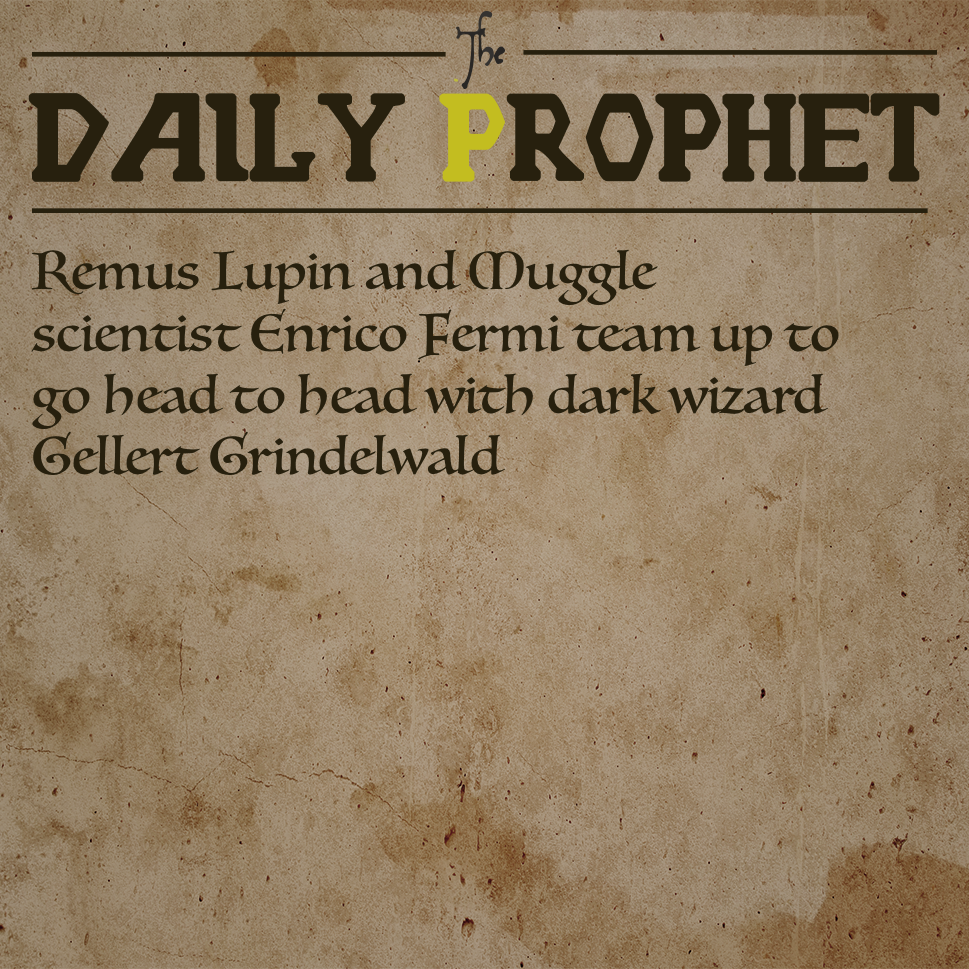 The
DAILY PROPHET
Remus Lupin and Muggle
scientist Enrico Fermi team up to
go head to head with dark wizard
Gellert Grindelwald